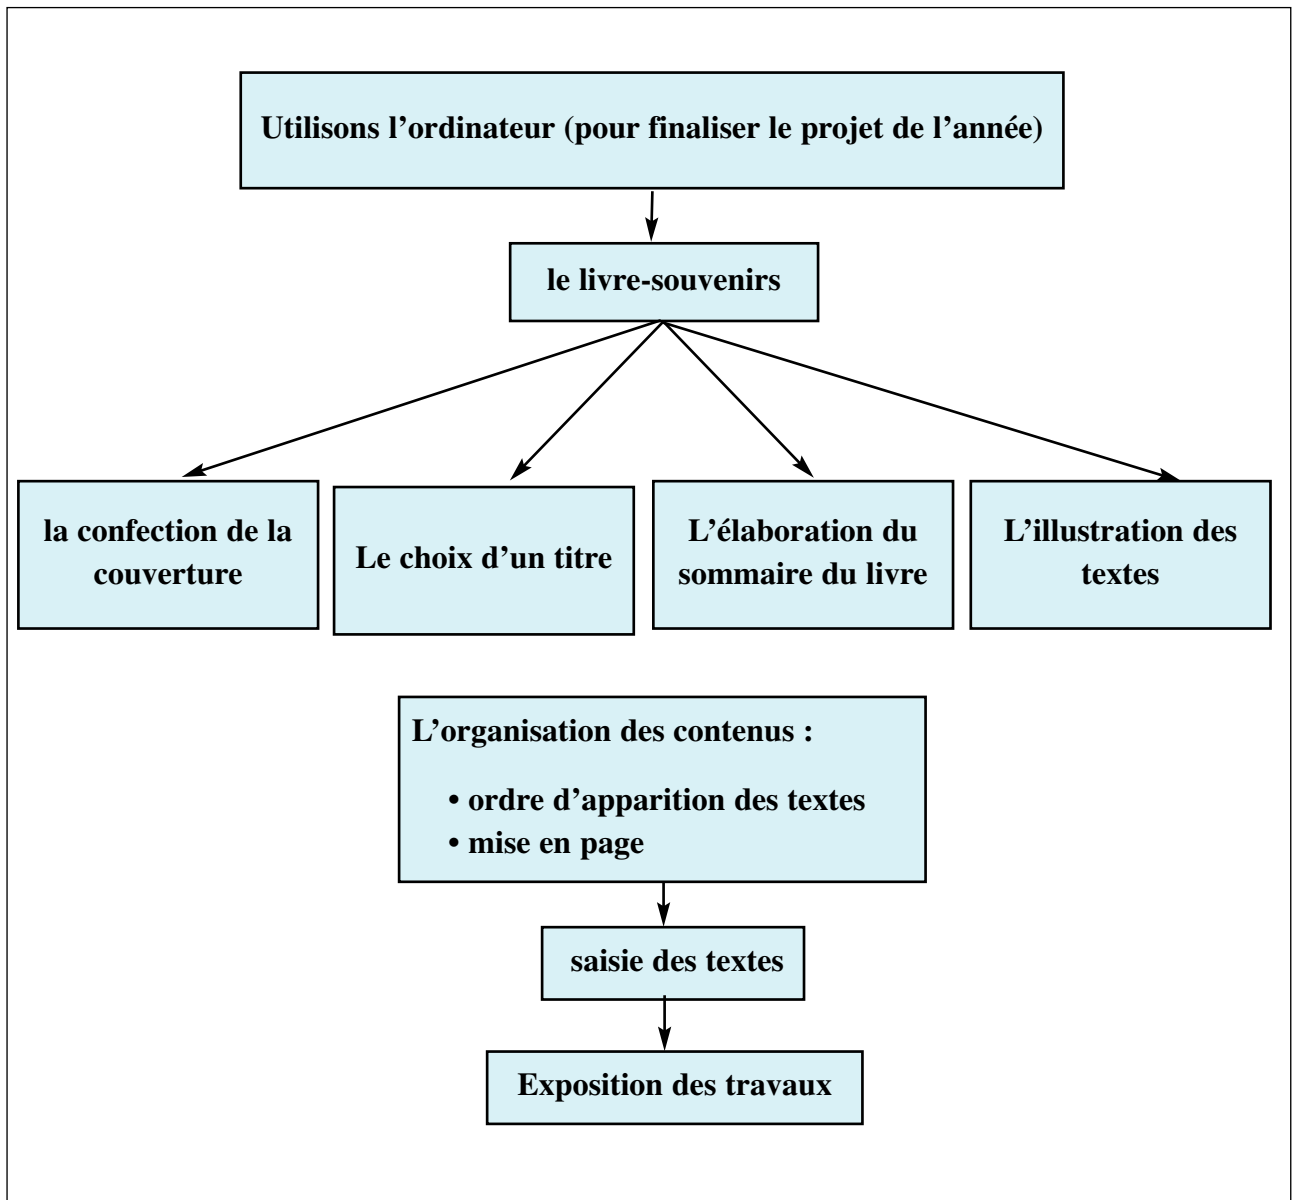 Utilisons l’ordinateur (pour finaliser le projet de l’année)
le livre-souvenirs
la confection de la
couverture
Le choix d’un titre
L’élaboration du
sommaire du livre
L’illustration des
textes
L’organisation des contenus :
• ordre d’apparition des textes
• mise en page
saisie des textes
Exposition des travaux